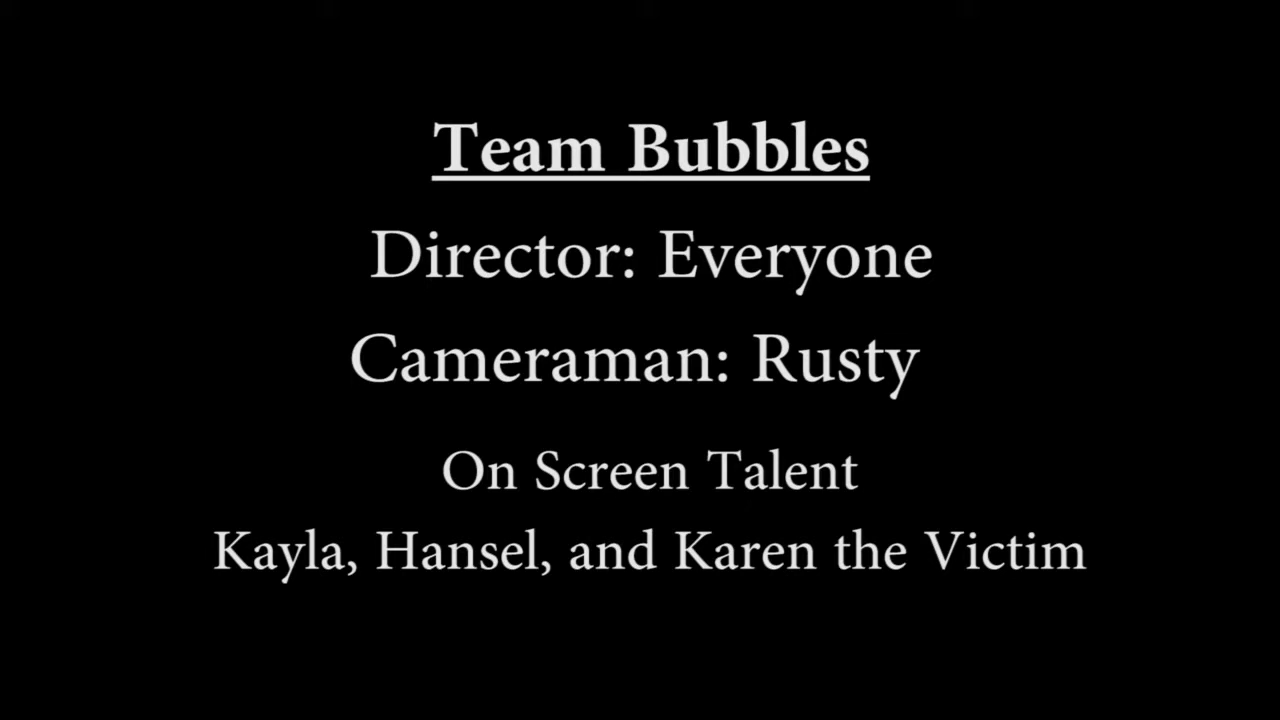 Team Bubbles
Director: Everyone
Cameraman: Rusty
On Screen Talent
Kayla, Hansel, and Karen the Victim